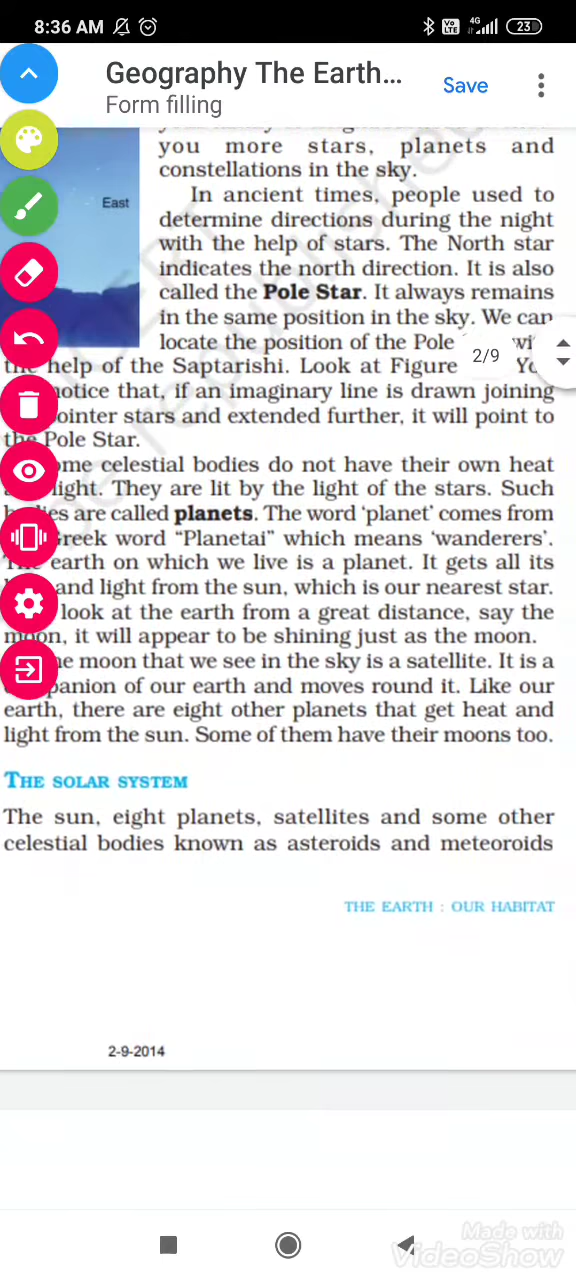 8:36 AM
Vo LTE 4G 23
Geography The Earth...
Form filling
Save
you more stars, planets and
constellations in the sky.
East
In ancient times, people used to
determine directions during the night
with the help of stars. The North star
indicates the north direction. It is also
called the Pole Star. It always remains
in the same position in the sky. We can
locate the position of the Pole
2/9
help of the Saptarishi. Look at Figure
notice that, if an imaginary line is drawn joining
ointer stars and extended further, it will point to
the Pole Star.
me celestial bodies do not have their own heat
light. They are lit by the light of the stars. Such
es are called planets. The word ‘planet’ comes from
reek word “Planetai” which means ‘wanderers’.
earth on which we live is a planet. It gets all its
and light from the sun, which is our nearest star.
look at the earth from a great distance, say the
moon, it will appear to be shining just as the moon.
e moon that we see in the sky is a satellite. It is a
panion of our earth and moves round it. Like our
earth, there are eight other planets that get heat and
light from the sun. Some of them have their moons too.
THE SOLAR SYSTEM
The sun, eight planets, satellites and some other
celestial bodies known as asteroids and meteoroids
THE EARTH : OUR HABITAT
2-9-2014
Made with
VideoShow